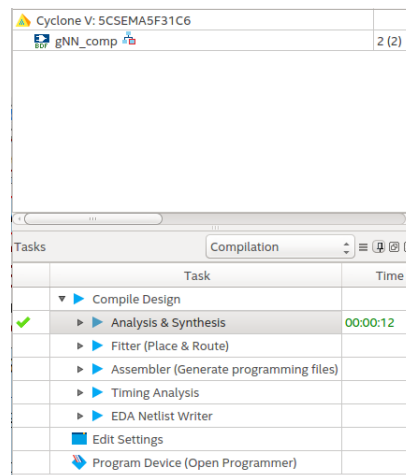 Cyclone V: 5CSEMA5F31C6
BDF gNN_comp 2 (2)
Tasks Compilation
Task Time
Compile Design
Analysis & Synthesis 00:00:12
Fitter (Place & Route)
Assembler (Generate programming files)
Timing Analysis
EDA Netlist Writer
Edit Settings
Program Device (Open Programmer)